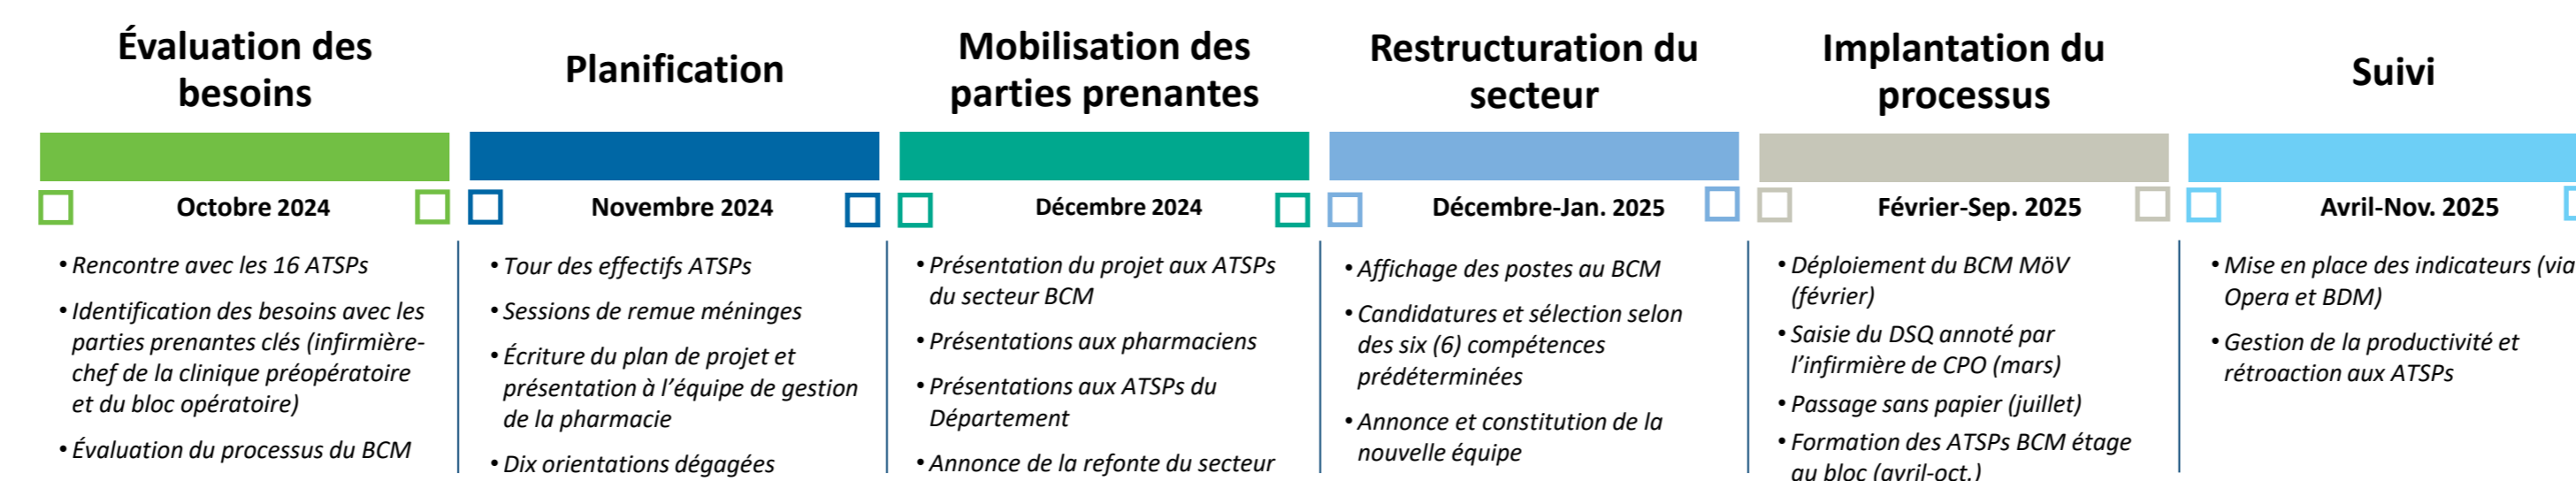 Évaluation des
besoins
Octobre 2024
• Rencontre avec les 16 ATSPs
• Identification des besoins avec les
parties prenantes clés (infirmière-
chef de la clinique préopératoire
et du bloc opératoire)
• Évaluation du processus du BCM
Planification
Novembre 2024
• Tour des effectifs ATSPs
• Sessions de remue méninges
• Écriture du plan de projet et
présentation à l’équipe de gestion
de la pharmacie
• Dix orientations dégagées
Mobilisation des
parties prenantes
Décembre 2024
• Présentation du projet aux ATSPs
du secteur BCM
• Présentations aux pharmaciens
• Présentations aux ATSPs du
Département
• Annonce de la refonte du secteur
Restructuration du
secteur
Décembre-Jan. 2025
• Affichage des postes au BCM
• Candidatures et sélection selon
des six (6) compétences
prédéterminées
• Annonce et constitution de la
nouvelle équipe
Implantation du
processus
Février-Sep. 2025
• Déploiement du BCM MöV
(février)
• Saisie du DSQ annoté par
l’infirmière de CPO (mars)
• Passage sans papier (juillet)
• Formation des ATSPs BCM étage
au bloc (avril-oct.)
Suivi
Avril-Nov. 2025
• Mise en place des indicateurs (via
Opera et BDM)
• Gestion de la productivité et
rétroaction aux ATSPs